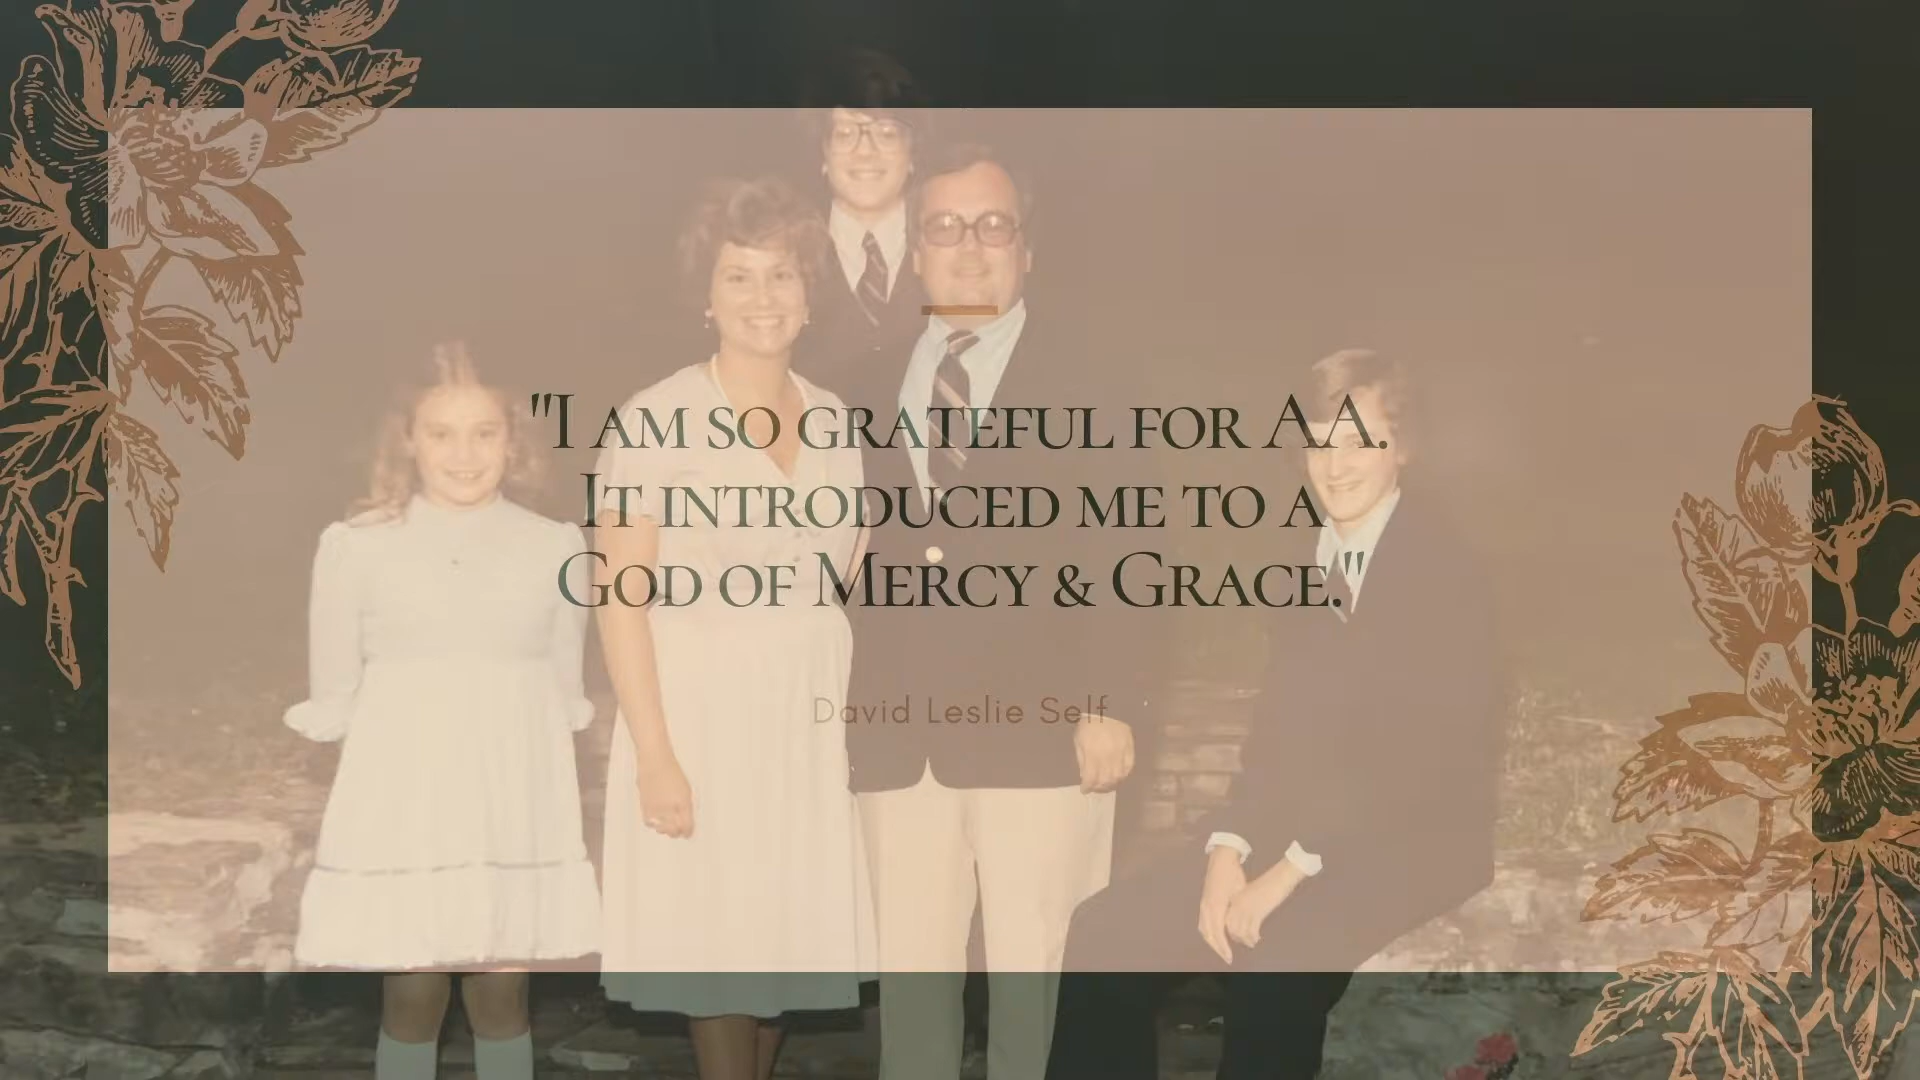 "I am so grateful for AA.
It introduced me to a
God of Mercy & Grace."
David Leslie Self